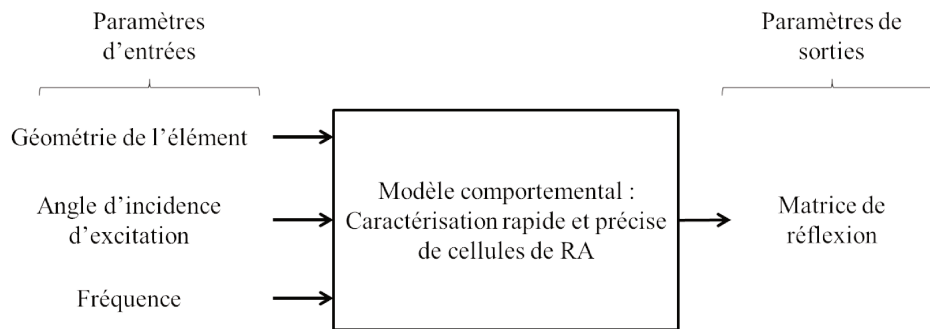 Paramètres
d'entrées
Paramètres de
sorties
Géométrie de l'élément
Angle d'incidence
d'excitation
Fréquence
Modèle comportemental :
Caractérisation rapide et précise
de cellules de RA
Matrice de
réflexion